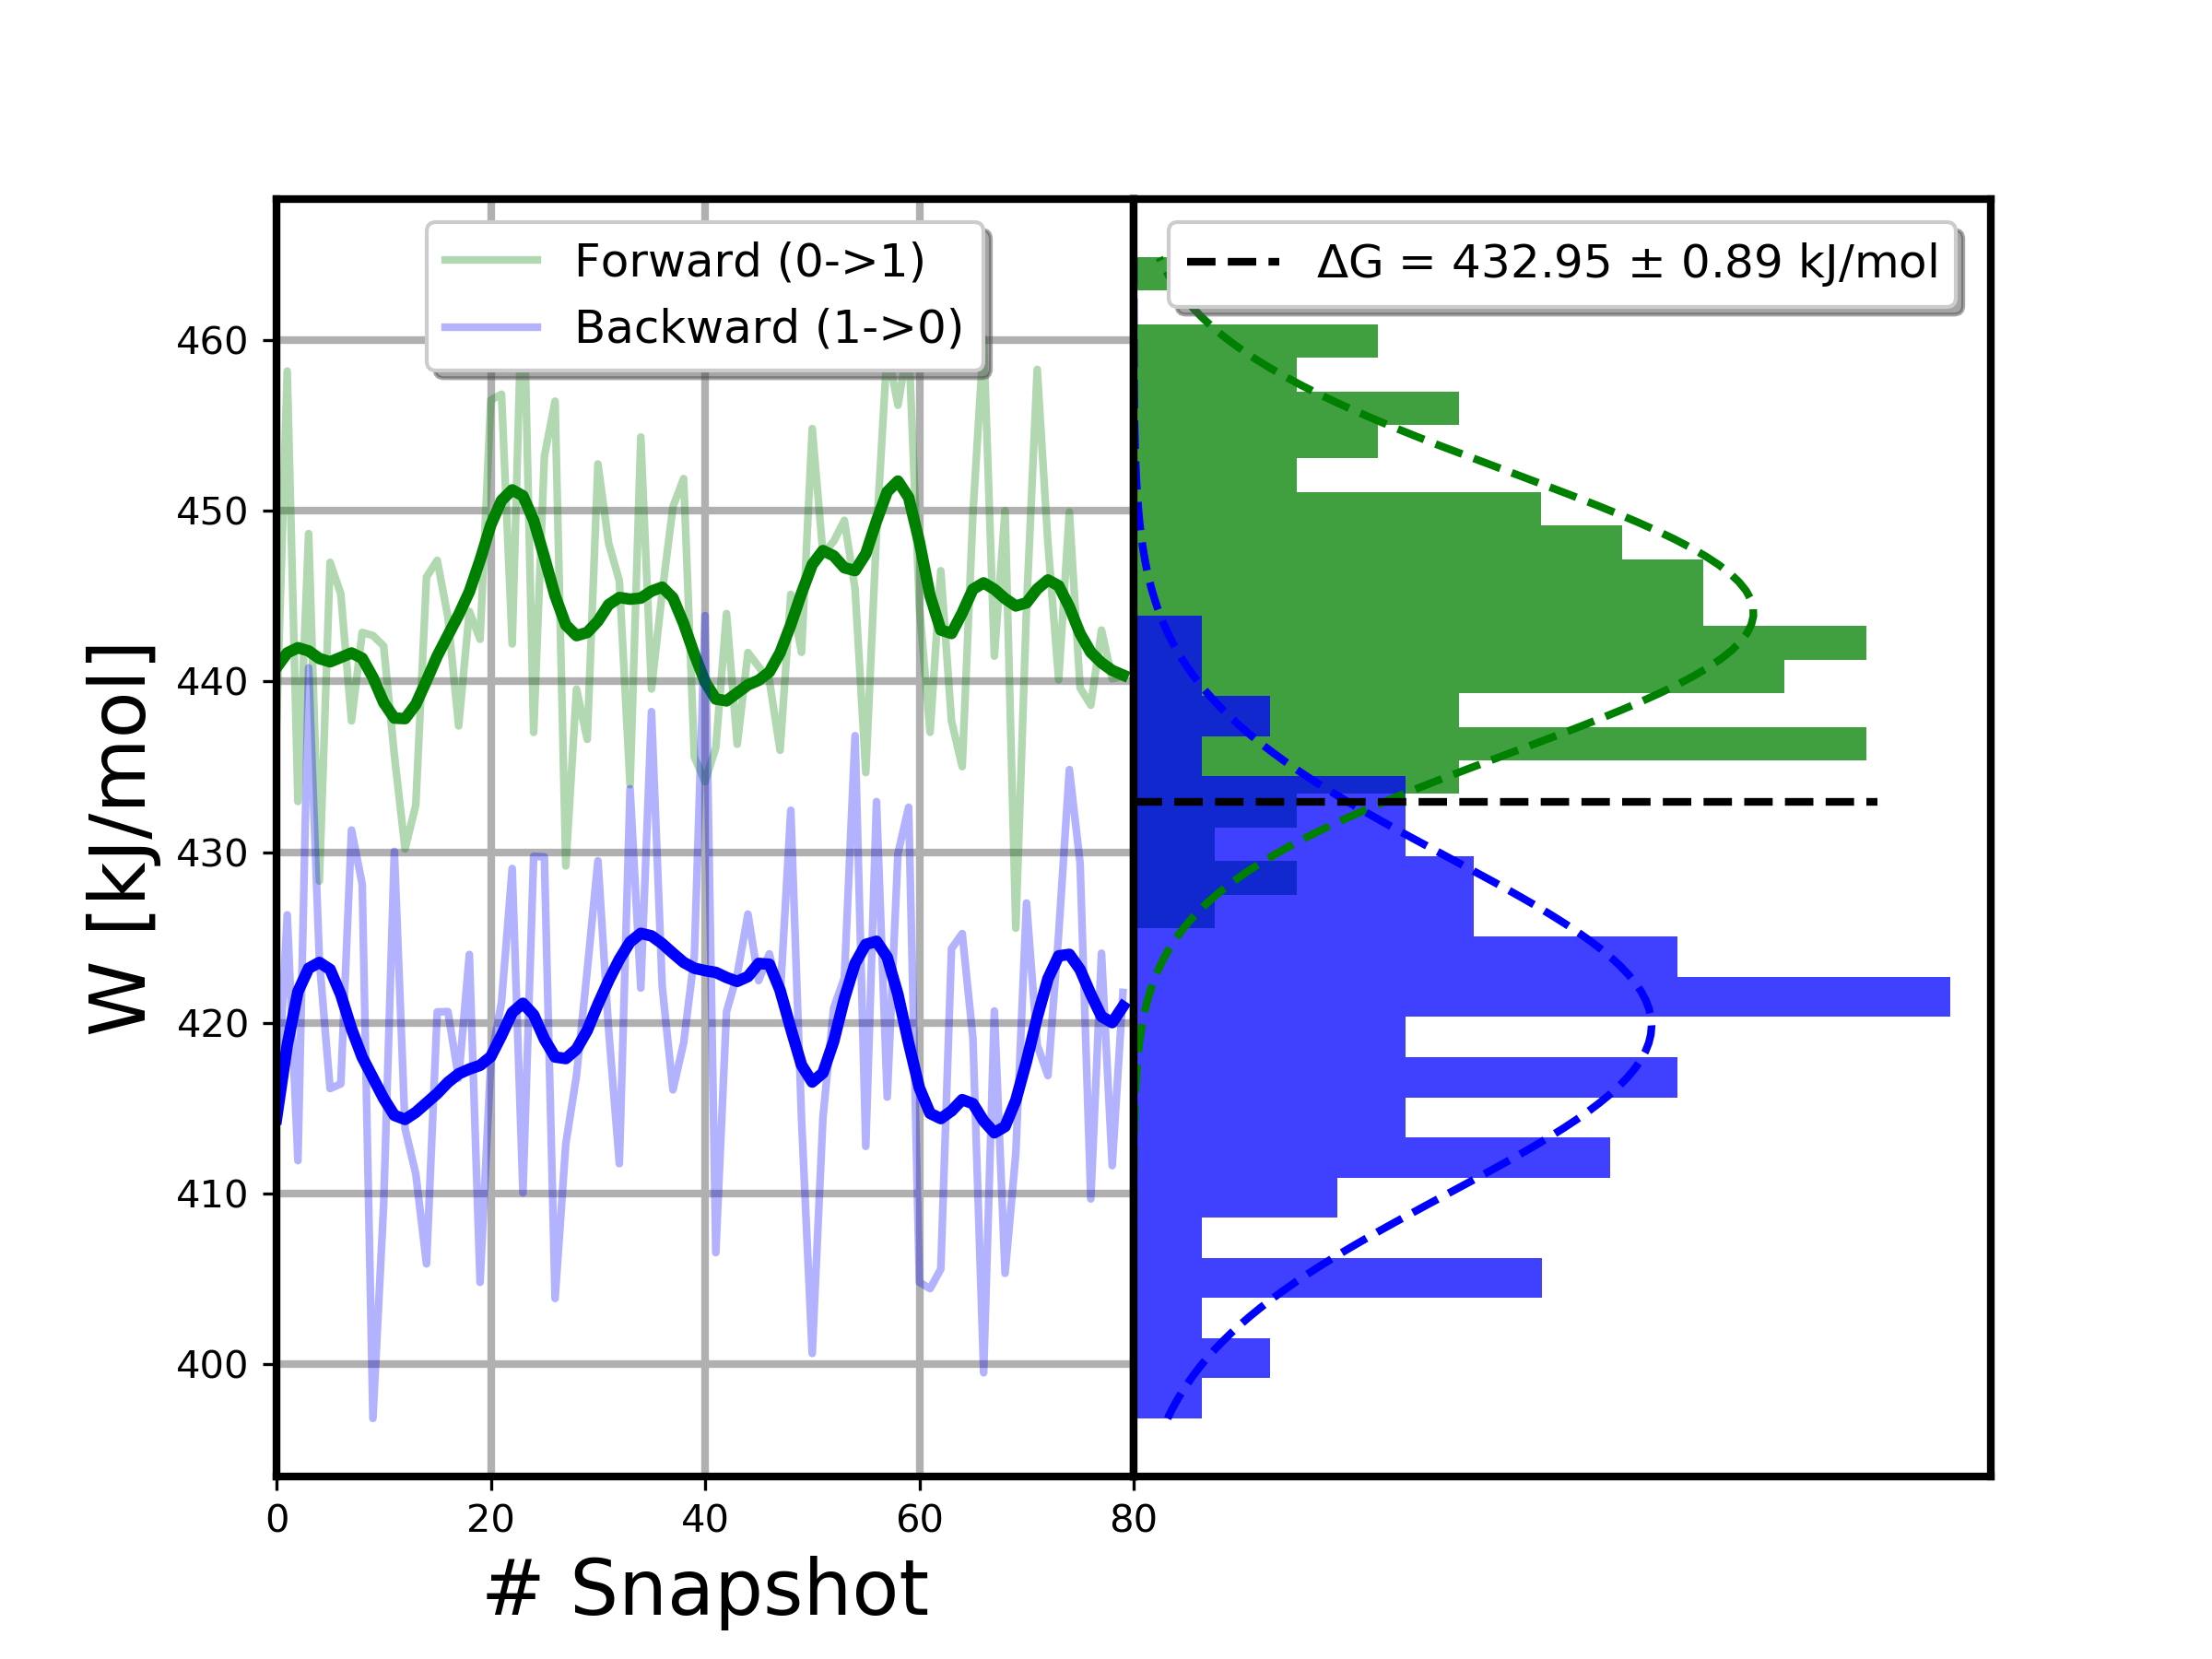 Forward (0->1)
Backward (1->0)
ΔG = 432.95 ± 0.89 kJ/mol
W [kJ/mol]
460
450
440
430
420
410
400
0 20 40 60 80
# Snapshot